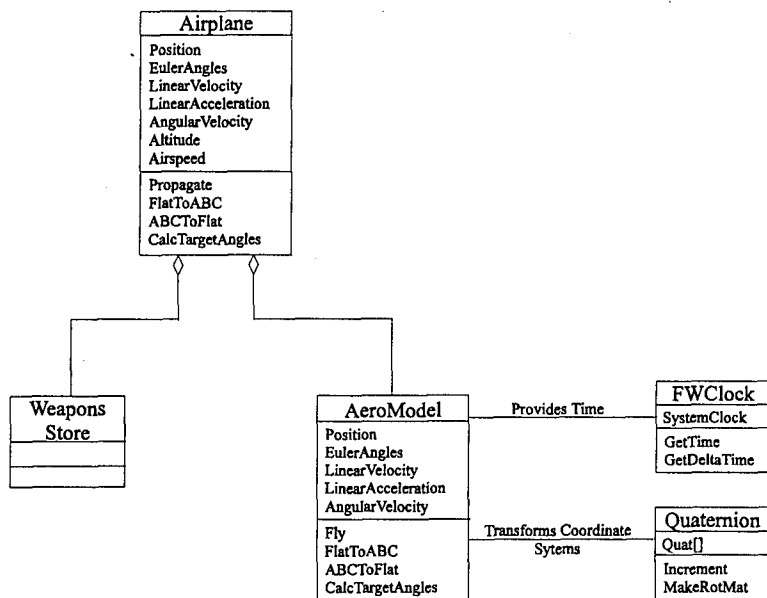 Airplane
Position
EulerAngles
LinearVelocity
LinearAcceleration
AngularVelocity
Altitude
Airspeed
Propagate
FlatToABC
ABCToFlat
CalcTargetAngles
Weapons
Store
AeroModel
Position
EulerAngles
LinearVelocity
LinearAcceleration
AngularVelocity
Fly
FlatToABC
ABCToFlat
CalcTargetAngles
Provides Time
FWClock
SystemClock
GetTime
GetDeltaTime
Transforms Coordinate
Sytems
Quaternion
Quat[]
Increment
MakeRotMat